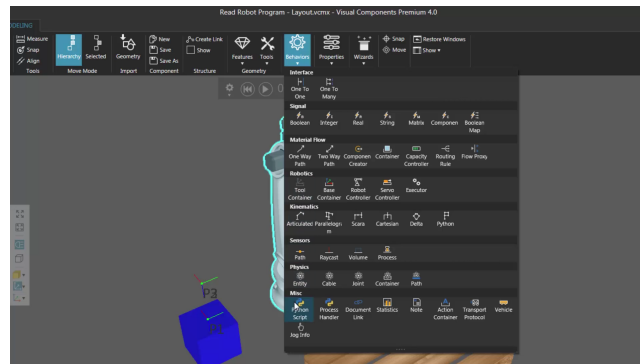 Read Robot Program - Layout.vcmx - Visual Components Premium 4.0
DELING
Measure
Snap
Align
Tools
Hierarchy
Selected
Move Mode
Geometry
Import
New
Save
Save As
Component
Create Link
Show
Structure
Features
Tools
Geometry
Behaviors
Properties
Wizards
Snap
Move
Restore Windows
Show
Interface
One To One
One To Many
Signal
Boolean
Integer
Real
String
Matrix
Componen
Boolean Map
Material Flow
One Way Path
Two Way Path
Componen Creator
Container
Capacity Controller
Routing Rule
Flow Proxy
Robotics
Tool Container
Base Container
Robot Controller
Servo Controller
Executor
Kinematics
Articulated
Parallelogra m
Scara
Cartesian
Delta
Python
Sensors
Path
Raycast
Volume
Process
Physics
Entity
Cable
Joint
Container
Path
Misc
Python Script
Process Handler
Document Link
Statistics
Note
Action Container
Transport Protocol
Vehicle
Jog Info
P3